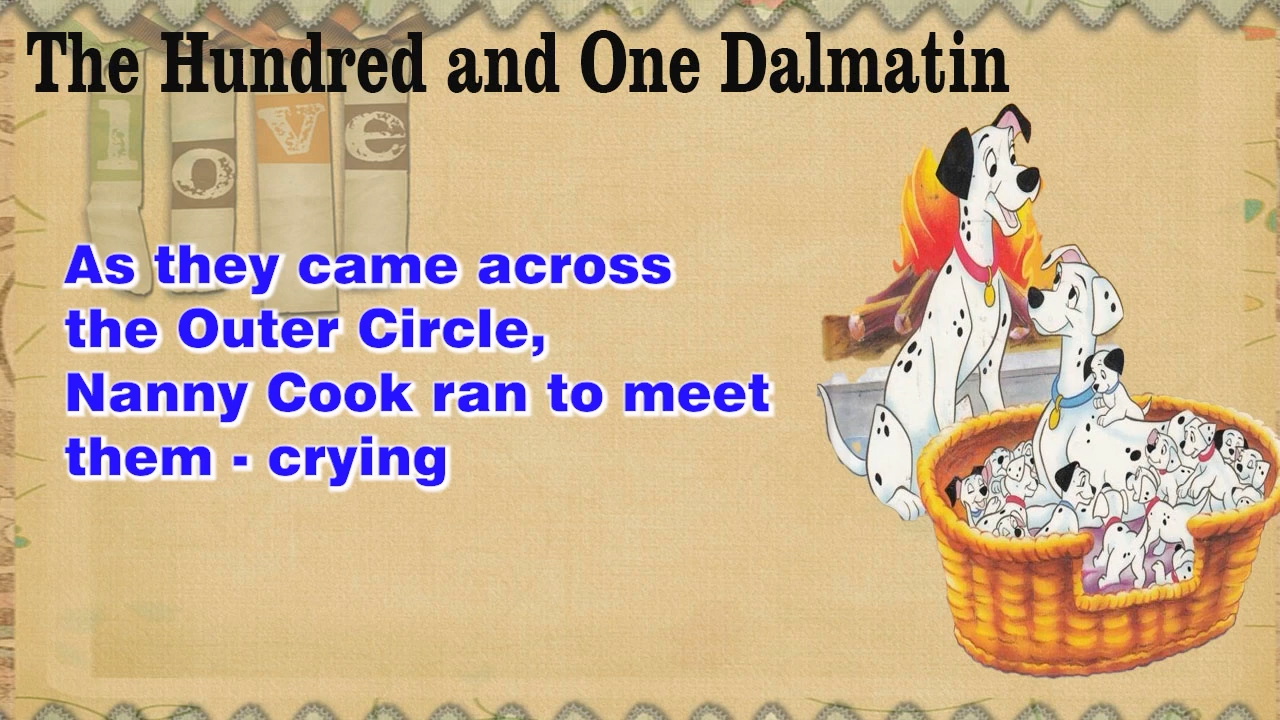 The Hundred and One Dalmatin
love
As they came across
the Outer Circle,
Nanny Cook ran to meet
them - crying